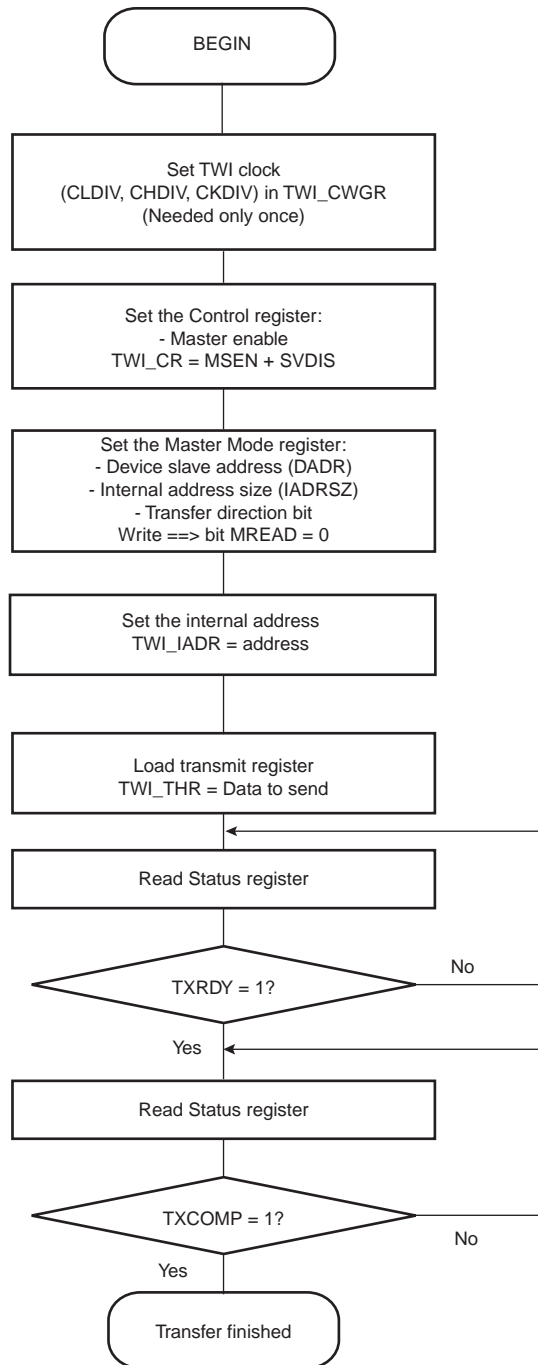 BEGIN
Set TWI clock
(CLDIV, CHDIV, CKDIV) in TWI_CWGR
(Needed only once)
Set the Control register:
- Master enable
TWI_CR = MSEN + SVDIS
Set the Master Mode register:
- Device slave address (DADR)
- Internal address size (IADRSZ)
- Transfer direction bit
Write ==> bit MREAD = 0
Set the internal address
TWI_IADR = address
Load transmit register
TWI_THR = Data to send
Read Status register
No
TXRDY = 1?
Yes
Read Status register
TXCOMP = 1?
No
Yes
Transfer finished